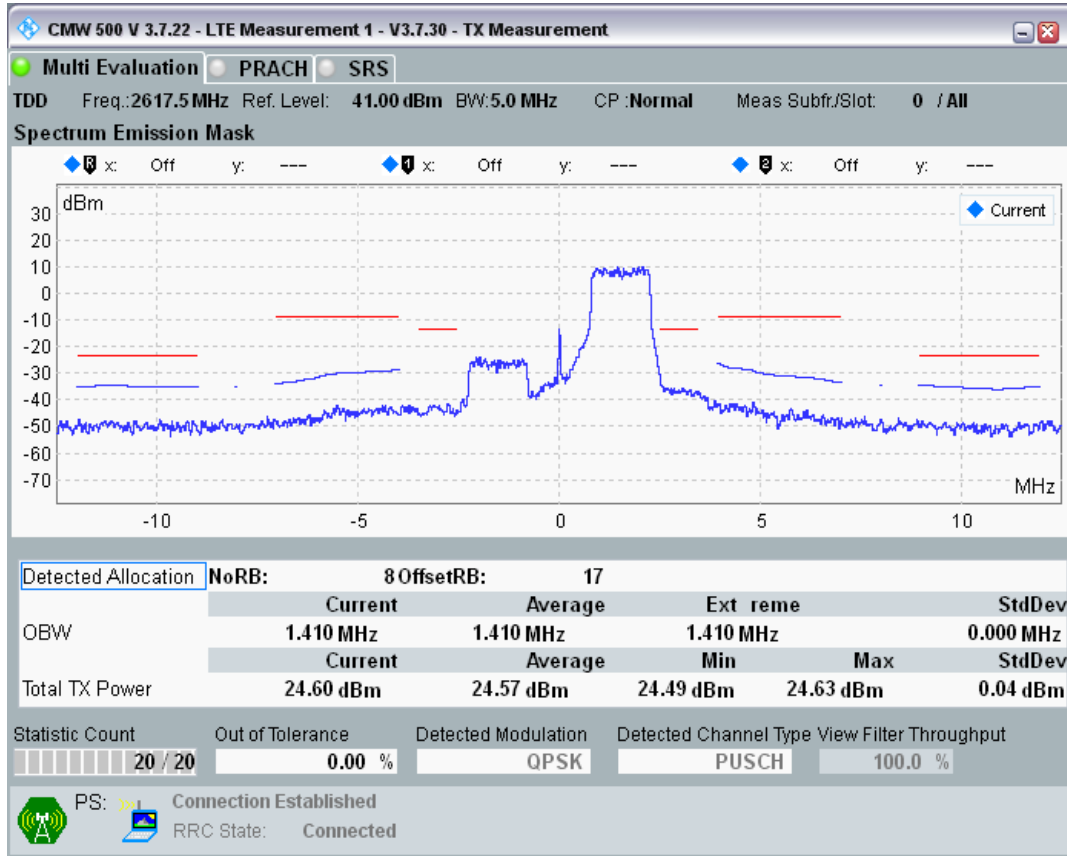 CMW 500 V 3.7.22 - LTE Measurement 1 - V3.7.30 - TX Measurement
Multi Evaluation PRACH SRS
TDD Freq.:2617.5 MHz Ref. Level: 41.00 dBm BW:5.0 MHz CP :Normal Meas Subfr./Slot: 0 / All
Spectrum Emission Mask
R x: Off y: --- 1 x: Off y: --- 2 x: Off y: ---
dBm
Current
30
20
10
0
-10
-20
-30
-40
-50
-60
-70
MHz
-10 -5 0 5 10
Detected Allocation NoRB: 8 OffsetRB: 17
Current Average Ext reme StdDev
OBW 1.410 MHz 1.410 MHz 1.410 MHz 0.000 MHz
Current Average Min Max StdDev
Total TX Power 24.60 dBm 24.57 dBm 24.49 dBm 24.63 dBm 0.04 dBm
Statistic Count Out of Tolerance Detected Modulation Detected Channel Type View Filter Throughput
20 / 20 0.00 % QPSK PUSCH 100.0 %
PS: Connection Established
RRC State: Connected